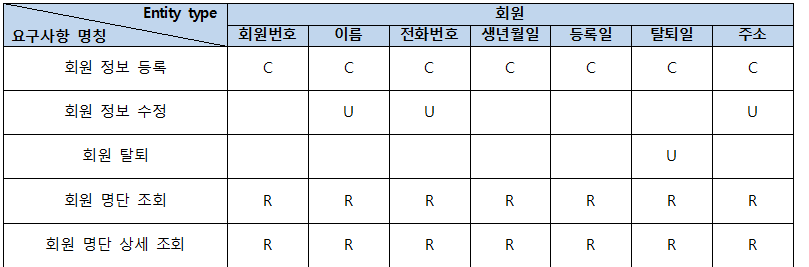 Entity type 회원
요구사항 명칭 회원번호 이름 전화번호 생년월일 등록일 탈퇴일 주소
회원 정보 등록 C C C C C C C
회원 정보 수정 U U U
회원 탈퇴 U
회원 명단 조회 R R R R R R R
회원 명단 상세 조회 R R R R R R R